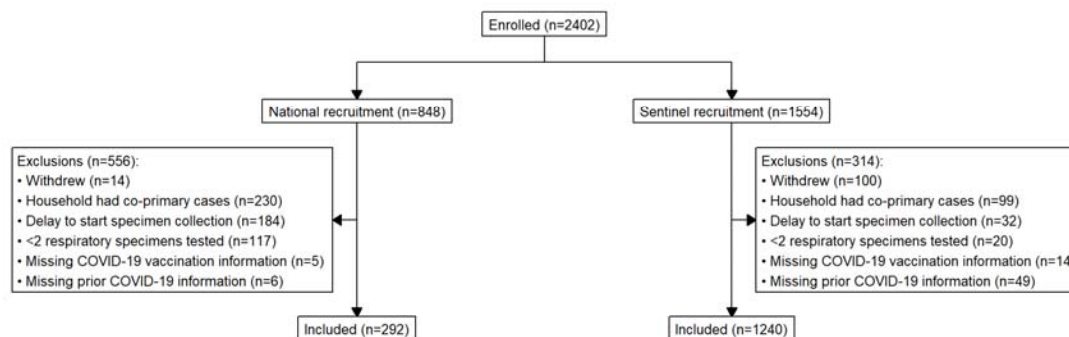 Enrolled (n=2402)
National recruitment (n=848)
Sentinel recruitment (n=1554)
Exclusions (n=556):
• Withdrew (n=14)
• Household had co-primary cases (n=230)
• Delay to start specimen collection (n=184)
• <2 respiratory specimens tested (n=117)
• Missing COVID-19 vaccination information (n=5)
• Missing prior COVID-19 information (n=6)
Exclusions (n=314):
• Withdrew (n=100)
• Household had co-primary cases (n=99)
• Delay to start specimen collection (n=32)
• <2 respiratory specimens tested (n=20)
• Missing COVID-19 vaccination information (n=14
• Missing prior COVID-19 information (n=49)
Included (n=292)
Included (n=1240)